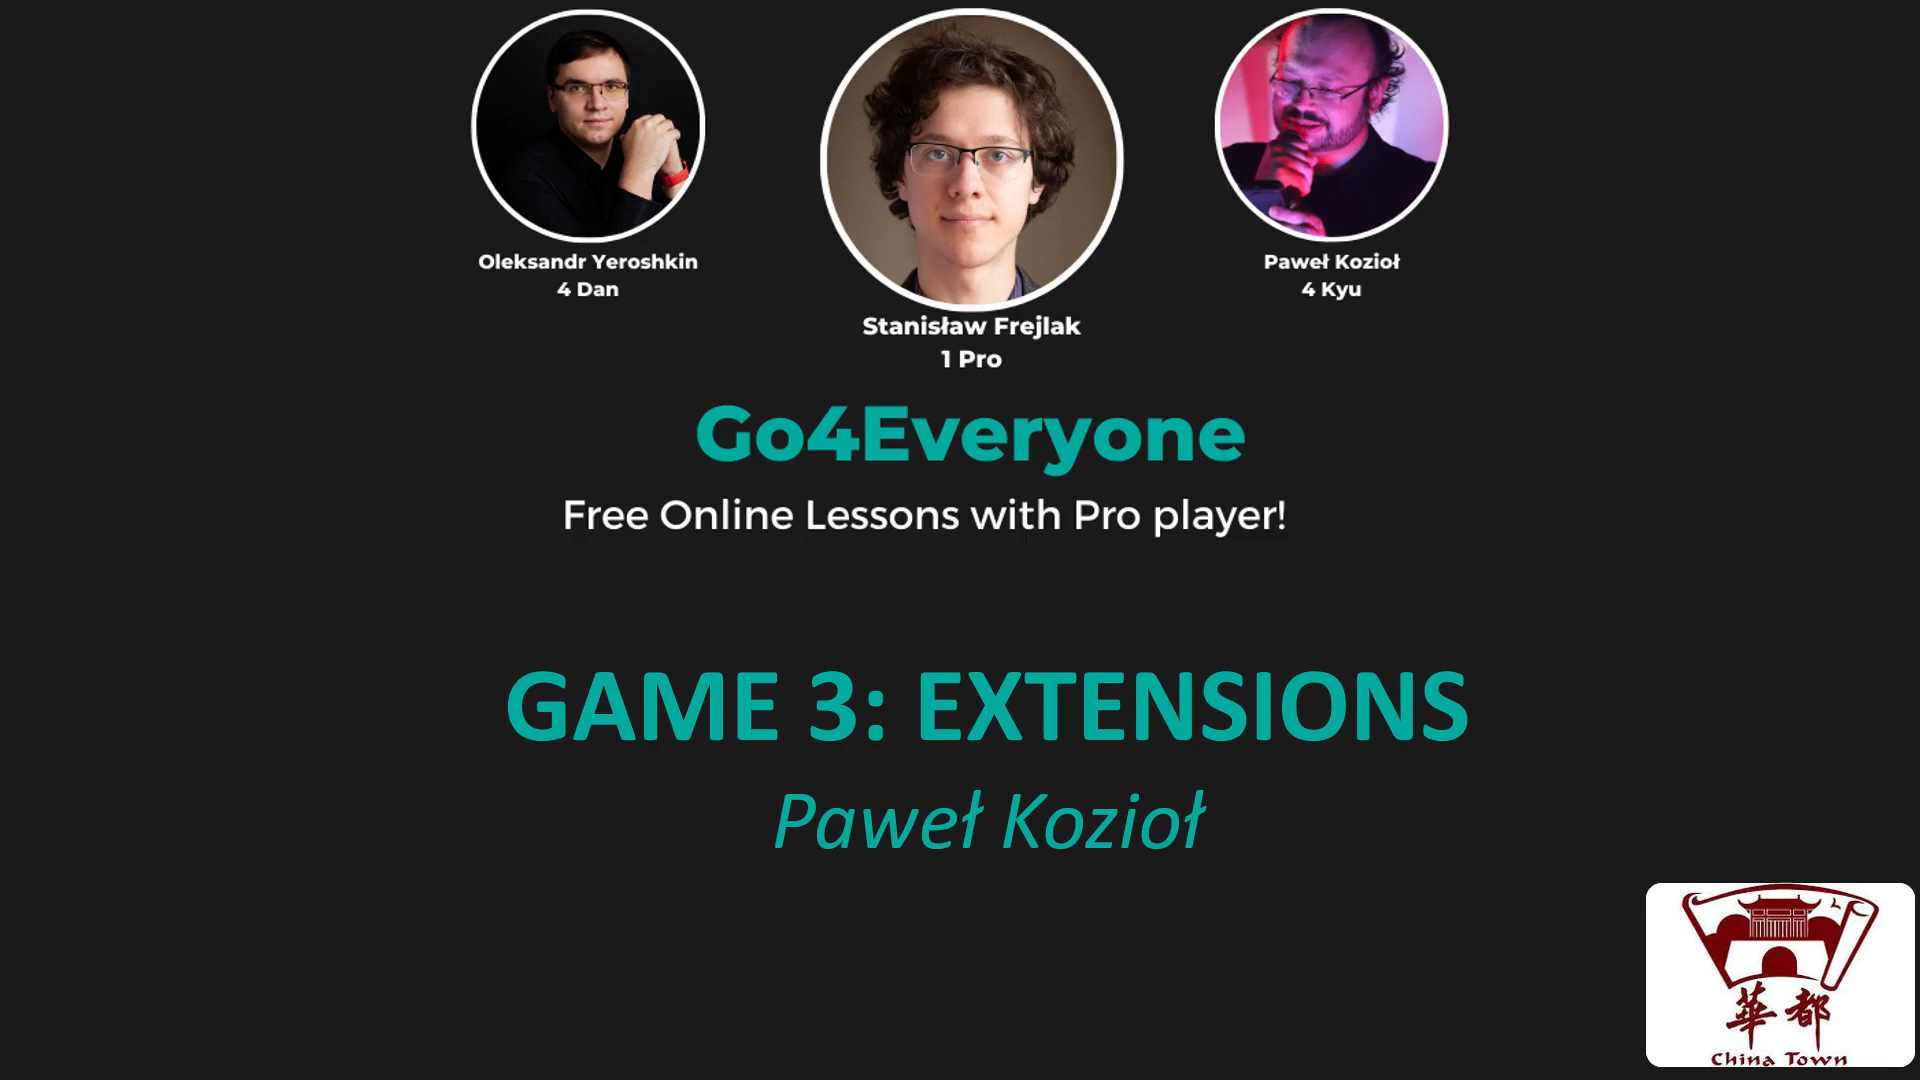 Oleksandr Yeroshkin
4 Dan
Stanisław Frejlak
1 Pro
Paweł Kozioł
4 Kyu
Go4Everyone
Free Online Lessons with Pro player!
GAME 3: EXTENSIONS
Paweł Kozioł
華都
China Town